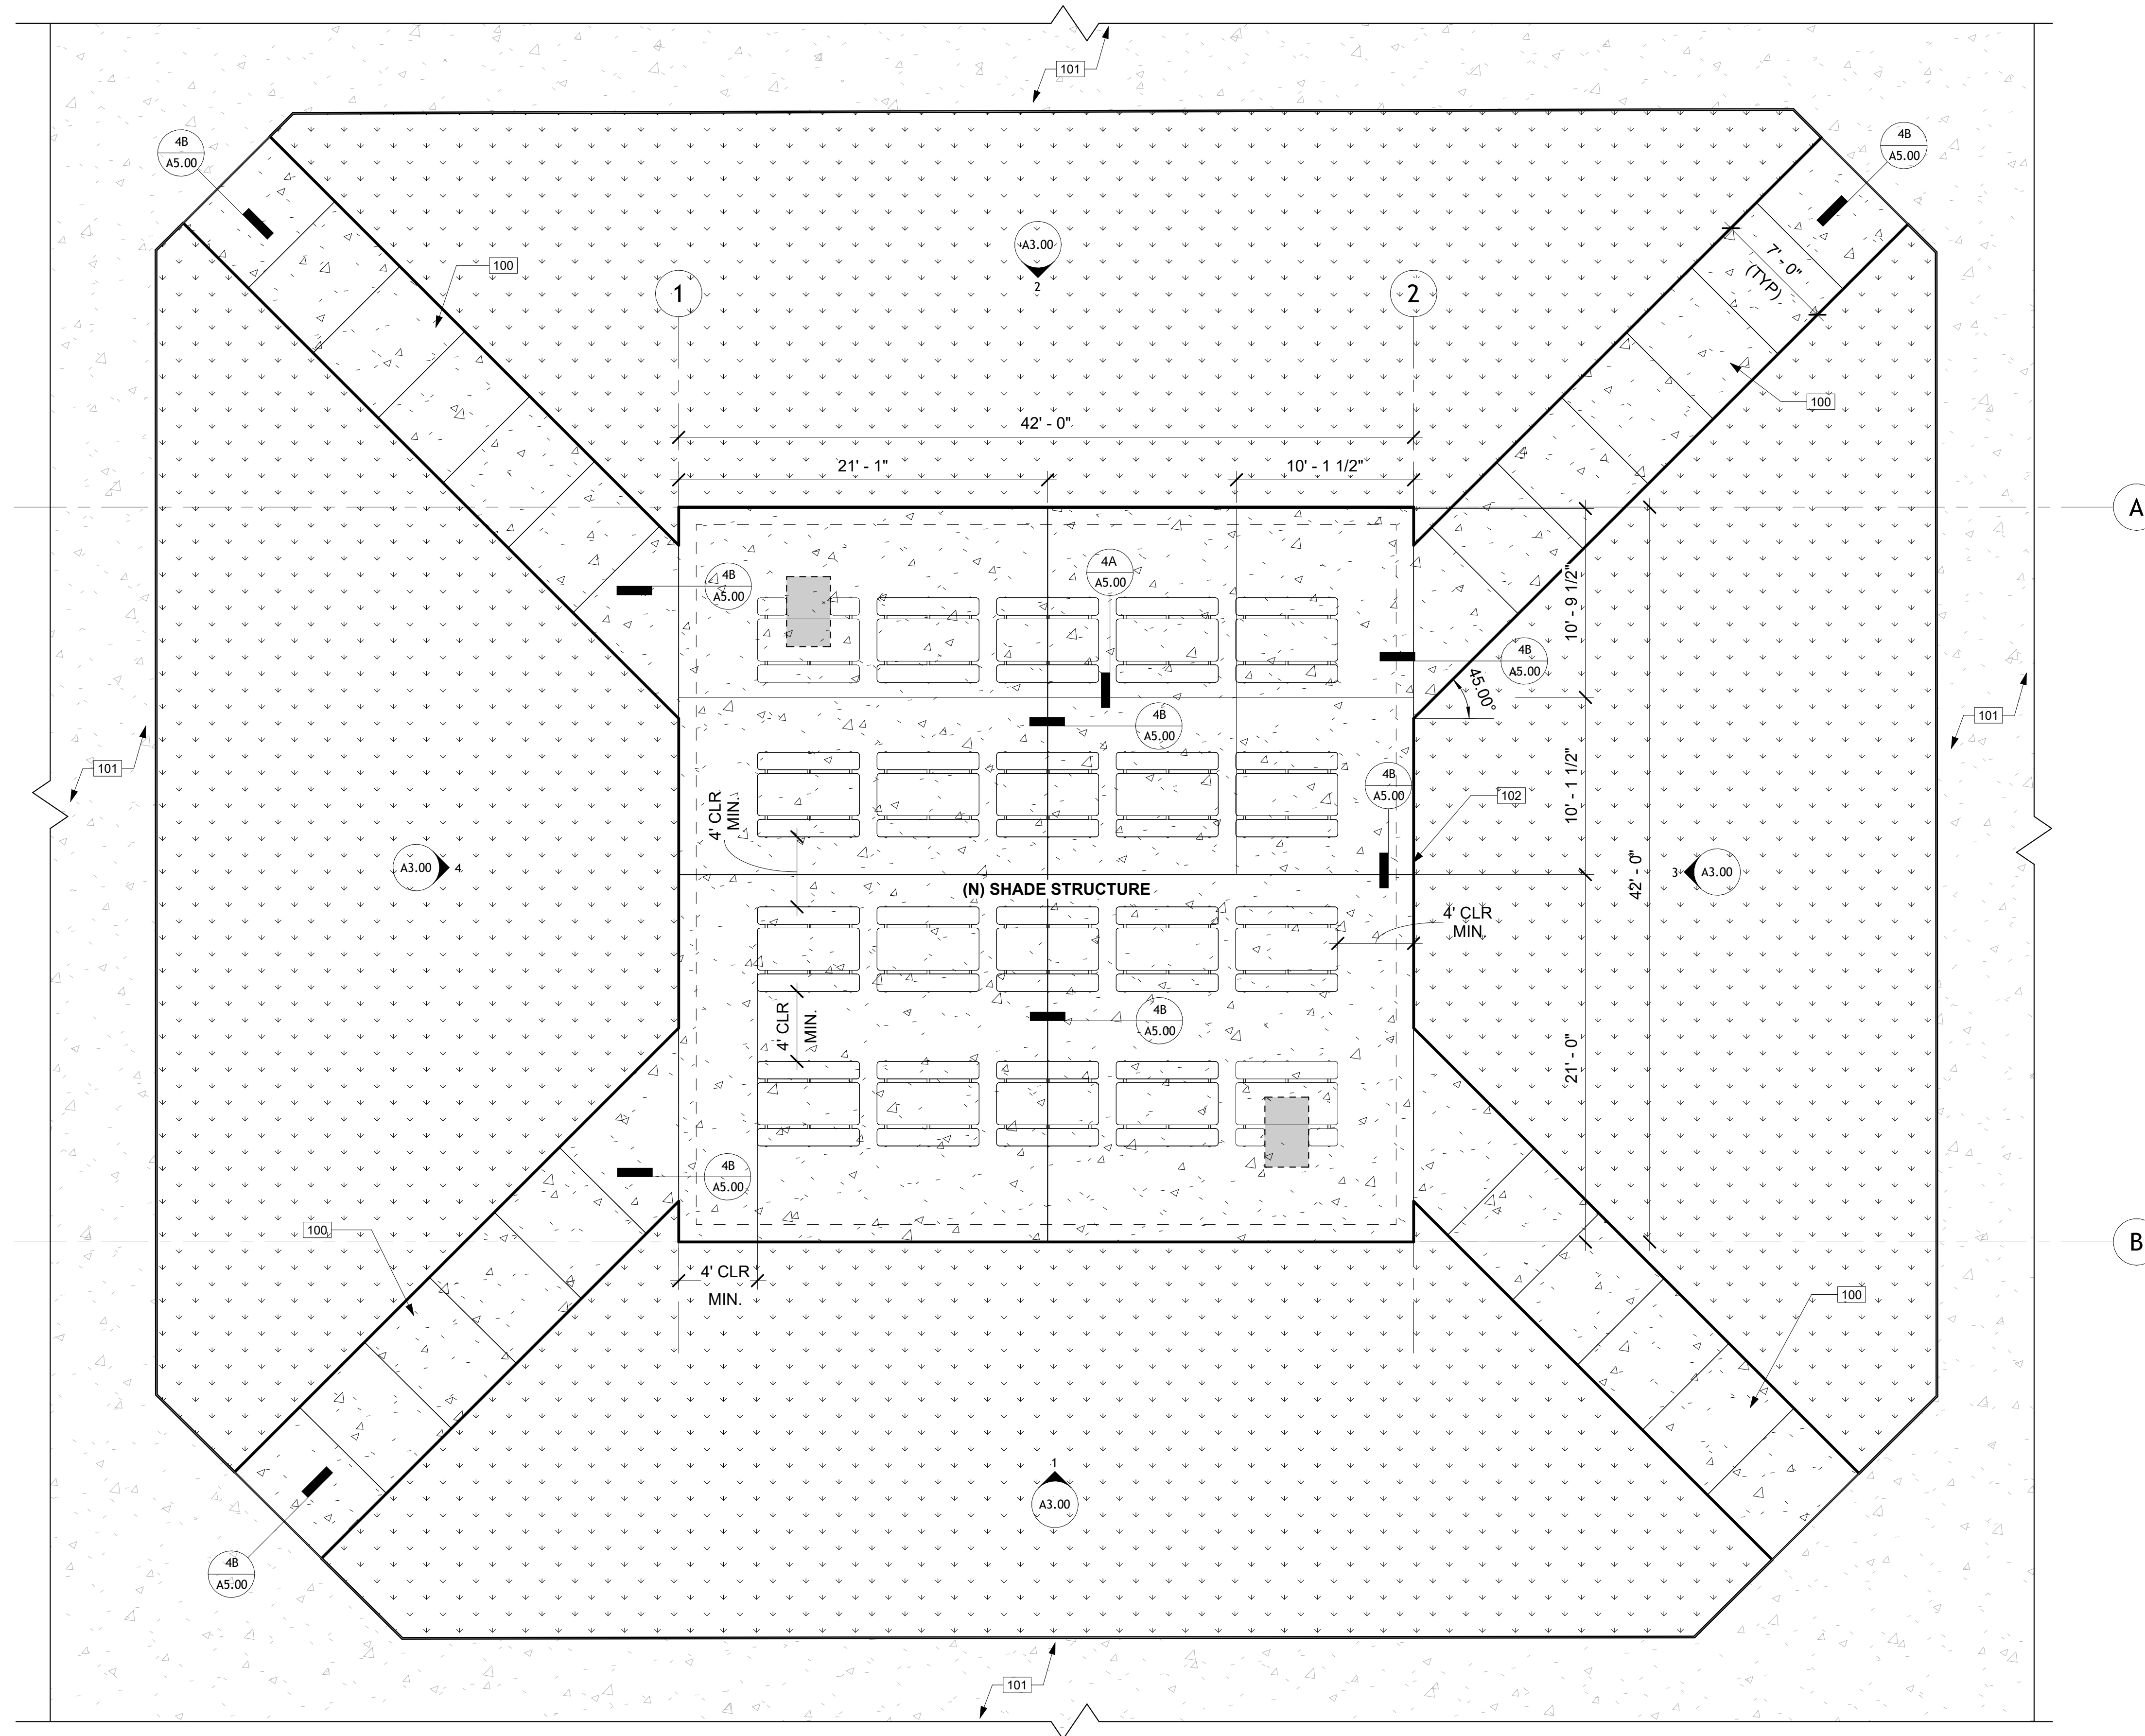 101
4B
A5.00
4B
A5.00
A3.00
2
7' - 0"
(TYP)
100
1
2
100
42' - 0"
21' - 1"
10' - 1 1/2"
A
4B
A5.00
4A
A5.00
10' - 9 1/2"
4B
A5.00
45.00°
4B
A5.00
101
101
4B
A5.00
102
10' - 1 1/2"
4' CLR
MIN.
A3.00
4
(N) SHADE STRUCTURE
42' - 0"
3
A3.00
4' CLR
MIN.
4' CLR
MIN.
4B
A5.00
21' - 0"
4B
A5.00
100
B
4' CLR
MIN.
100
1
A3.00
4B
A5.00
101